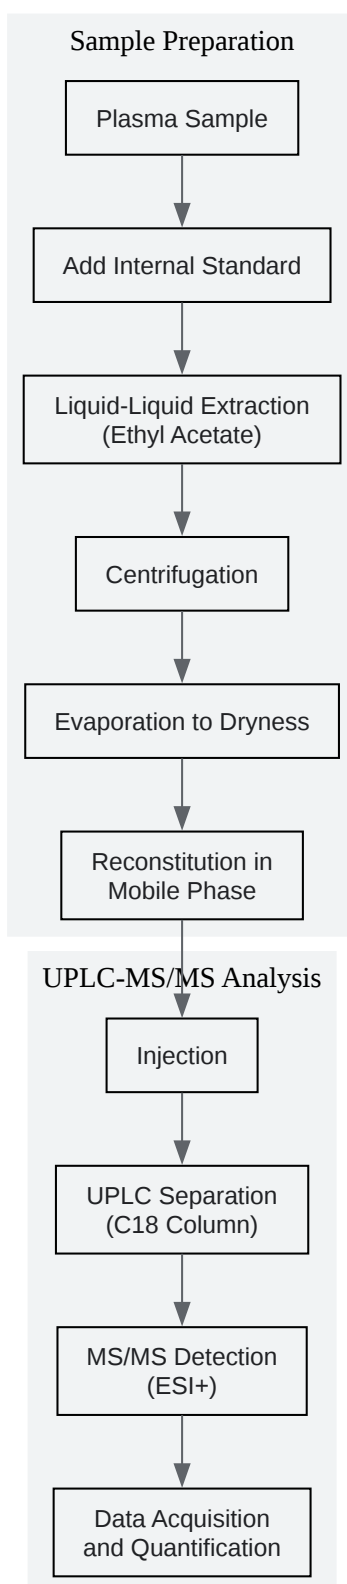 Sample Preparation
Plasma Sample
Add Internal Standard
Liquid-Liquid Extraction
(Ethyl Acetate)
Centrifugation
Evaporation to Dryness
Reconstitution in
Mobile Phase
UPLC-MS/MS Analysis
Injection
UPLC Separation
(C18 Column)
MS/MS Detection
(ESI+)
Data Acquisition
and Quantification